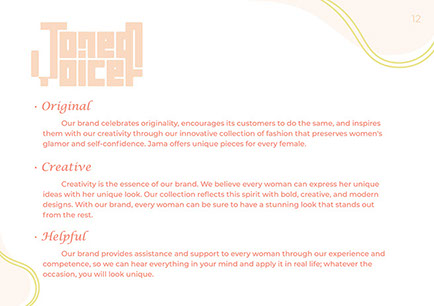 12
Toned
Voice
· Original
Our brand celebrates originality, encourages its customers to do the same, and inspires
them with our creativity through our innovative collection of fashion that preserves women's
glamor and self-confidence. Jama offers unique pieces for every female.
· Creative
Creativity is the essence of our brand. We believe every woman can express her unique
ideas with her unique look. Our collection reflects this spirit with bold, creative, and modern
designs. With our brand, every woman can be sure to have a stunning look that stands out
from the rest.
· Helpful
Our brand provides assistance and support to every woman through our experience and
competence, so we can hear everything in your mind and apply it in real life; whatever the
occasion, you will look unique.